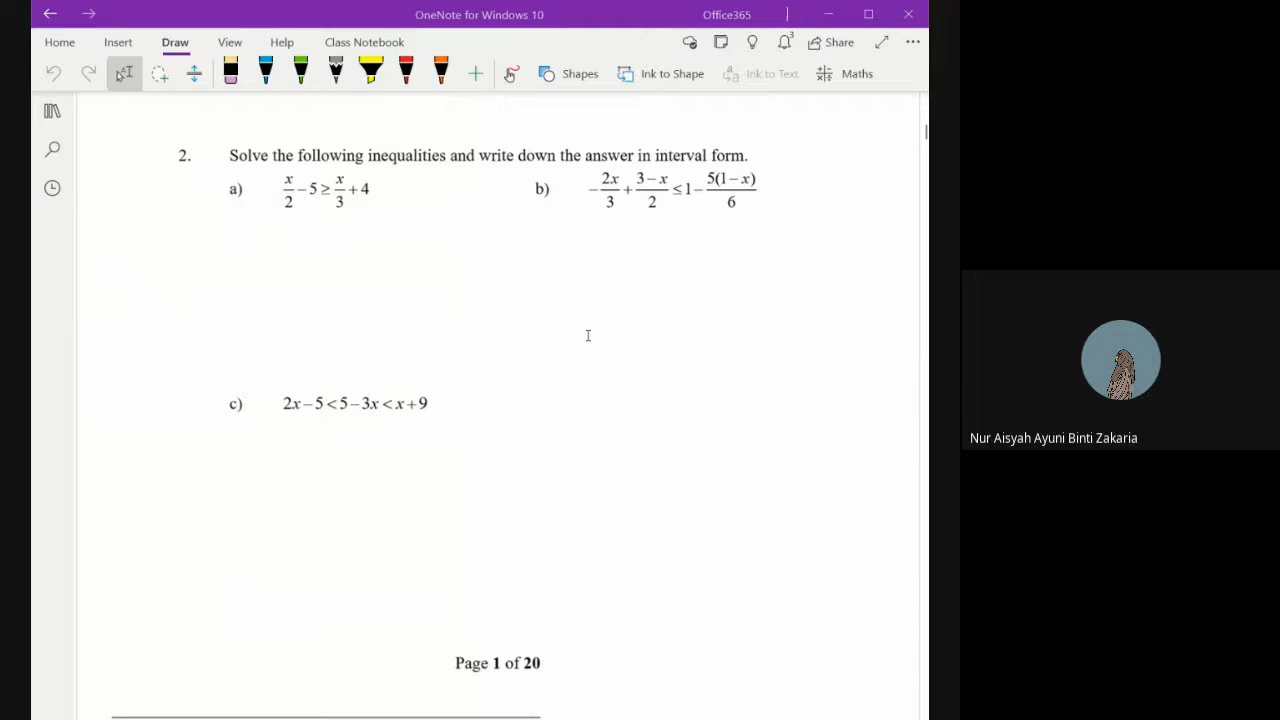 OneNote for Windows 10
Office365
Home Insert Draw View Help Class Notebook
3
Share
Shapes Ink to Shape Ink to Text Maths
2. Solve the following inequalities and write down the answer in interval form.
a) x/2 − 5 ≥ x/3 + 4
b) −2x/3 + (3−x)/2 ≤ 1 − 5(1−x)/6
c) 2x−5<5−3x<x+9
Page 1 of 20
Nur Aisyah Ayuni Binti Zakaria